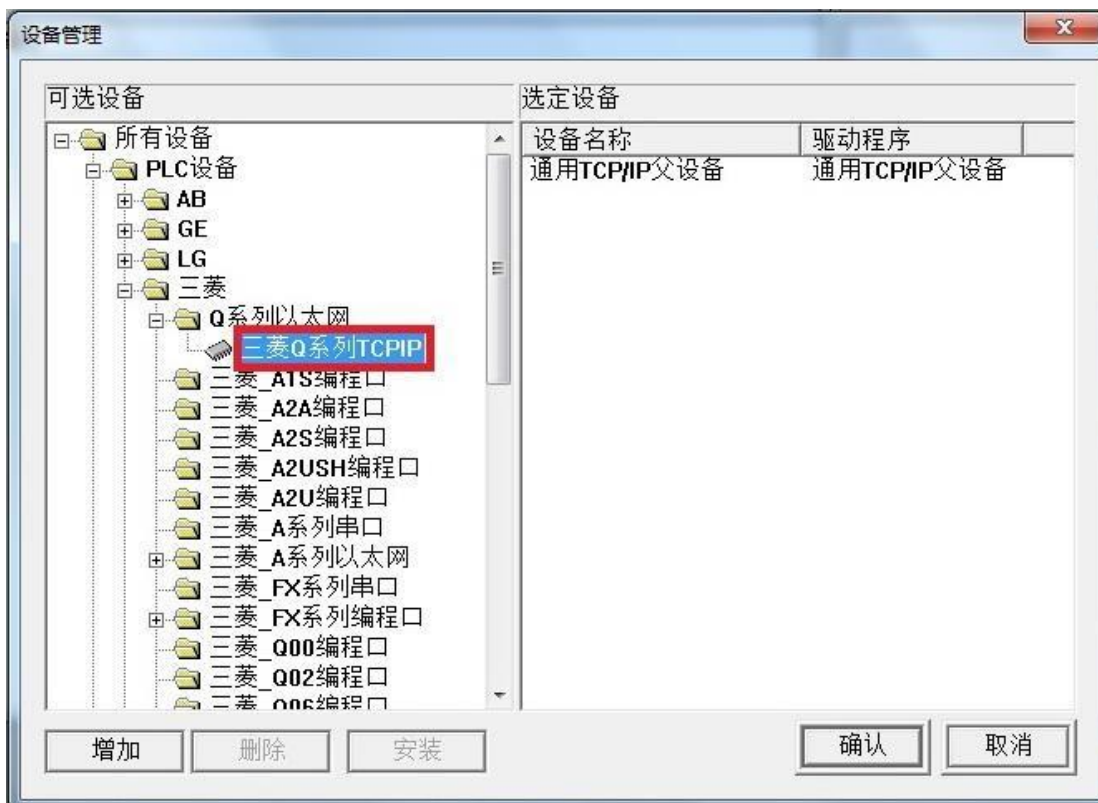 设备管理
可选设备
选定设备
所有设备
PLC设备
AB
GE
LG
三菱
Q系列以太网
三菱Q系列TCPIP
三菱_A1S编程口
三菱_A2A编程口
三菱_A2S编程口
三菱_A2USH编程口
三菱_A2U编程口
三菱_A系列串口
三菱_A系列以太网
三菱_FX系列串口
三菱_FX系列编程口
三菱_Q00编程口
三菱_Q02编程口
三菱_Q06编程口
设备名称 驱动程序
通用TCP/IP父设备 通用TCP/IP父设备
增加 删除 安装 确认 取消